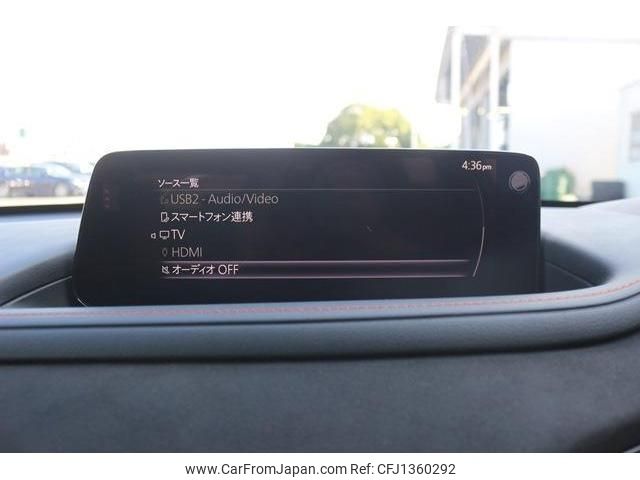 4:36pm
ソース一覧
USB2 - Audio/Video
スマートフォン連携
TV
HDMI
オーディオ OFF
www.CarFromJapan.com - CFJ1360292